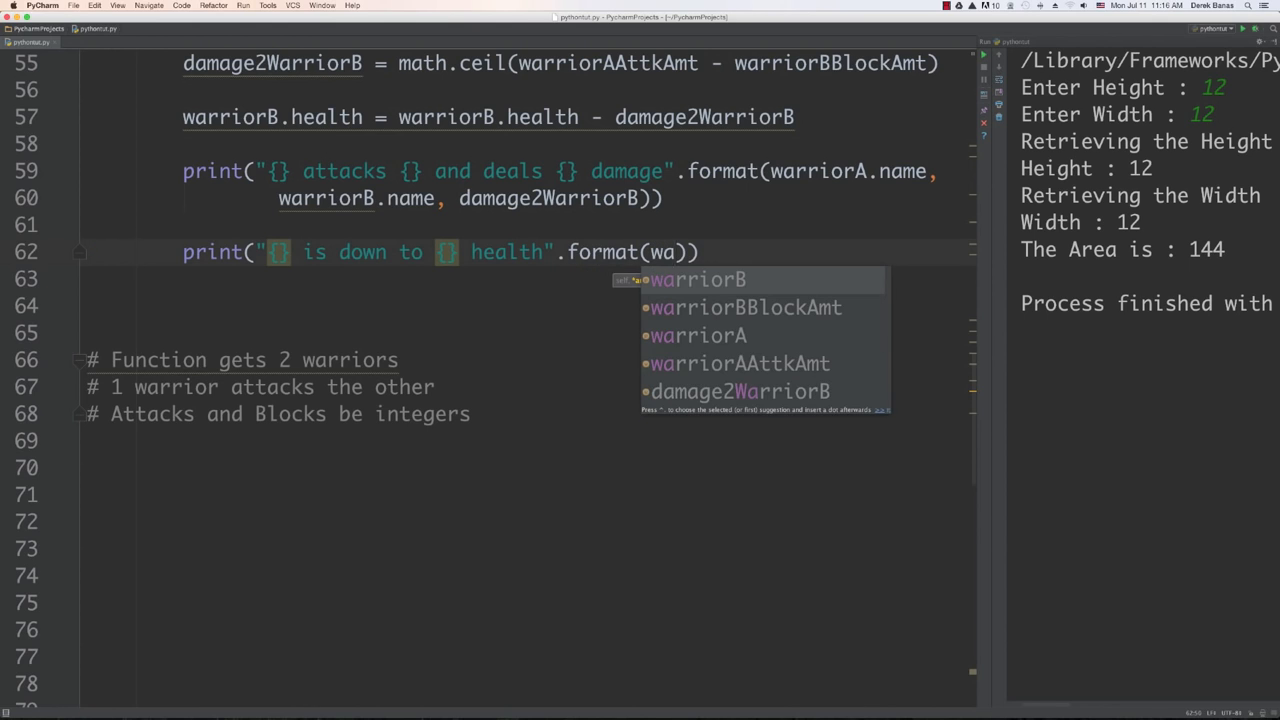 PyCharm File Edit View Navigate Code Refactor Run Tools VCS Window Help
10 Mon Jul 11 11:16 AM Derek Banas
pythontut.py - PycharmProjects - [~/PycharmProjects]
PycharmProjects pythontut.py
pythontut
pythontut.py
Run: pythontut
55 damage2WarriorB = math.ceil(warriorAAttkAmt - warriorBBlockAmt)
56
57 warriorB.health = warriorB.health - damage2WarriorB
58
59 print("{} attacks {} and deals {} damage".format(warriorA.name,
60 warriorB.name, damage2WarriorB))
61
62 print("{} is down to {} health".format(wa))
63
64
65
66 # Function gets 2 warriors
67 # 1 warrior attacks the other
68 # Attacks and Blocks be integers
69
70
71
72
73
74
75
76
77
78
warriorB
warriorBBlockAmt
warriorA
warriorAAttkAmt
damage2WarriorB
Press ^. to choose the selected (or first) suggestion and insert a dot afterwards >>
/Library/Frameworks/Py
Enter Height : 12
Enter Width : 12
Retrieving the Height
Height : 12
Retrieving the Width
Width : 12
The Area is : 144
Process finished with
LF UTF-8